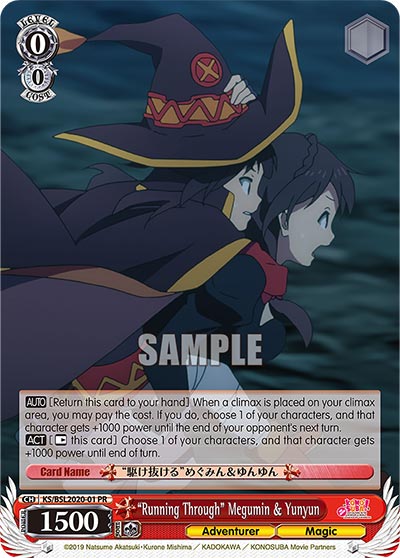 LEVEL
0
0
COST
SAMPLE
AUTO [Return this card to your hand] When a climax is placed on your climax
area, you may pay the cost. If you do, choose 1 of your characters, and that
character gets +1000 power until the end of your opponent's next turn.
ACT [ this card] Choose 1 of your characters, and that character gets
+1000 power until end of turn.
Card Name “駆け抜ける”めぐみん&ゆんゆん
CH KS/BSL2020-01 PR
“Running Through” Megumin & Yunyun
POWER 1500 SOUL
Adventurer Magic
©2019 Natsume Akatsuki・Kurone Mishima / KADOKAWA / KONOSUBA Movie Partners